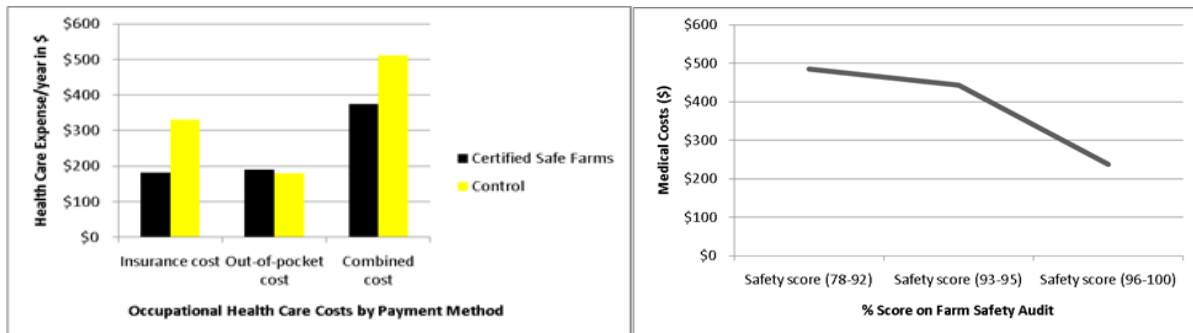 $600
$500
$400
$300
$200
$100
$0
Health Care Expense/year in $
Insurance cost Out-of-pocket cost Combined cost
Occupational Health Care Costs by Payment Method
Certified Safe Farms
Control
$600
$500
$400
$300
$200
$100
$0
Medical Costs ($)
Safety score (78-92) Safety score (93-95) Safety score (96-100)
% Score on Farm Safety Audit